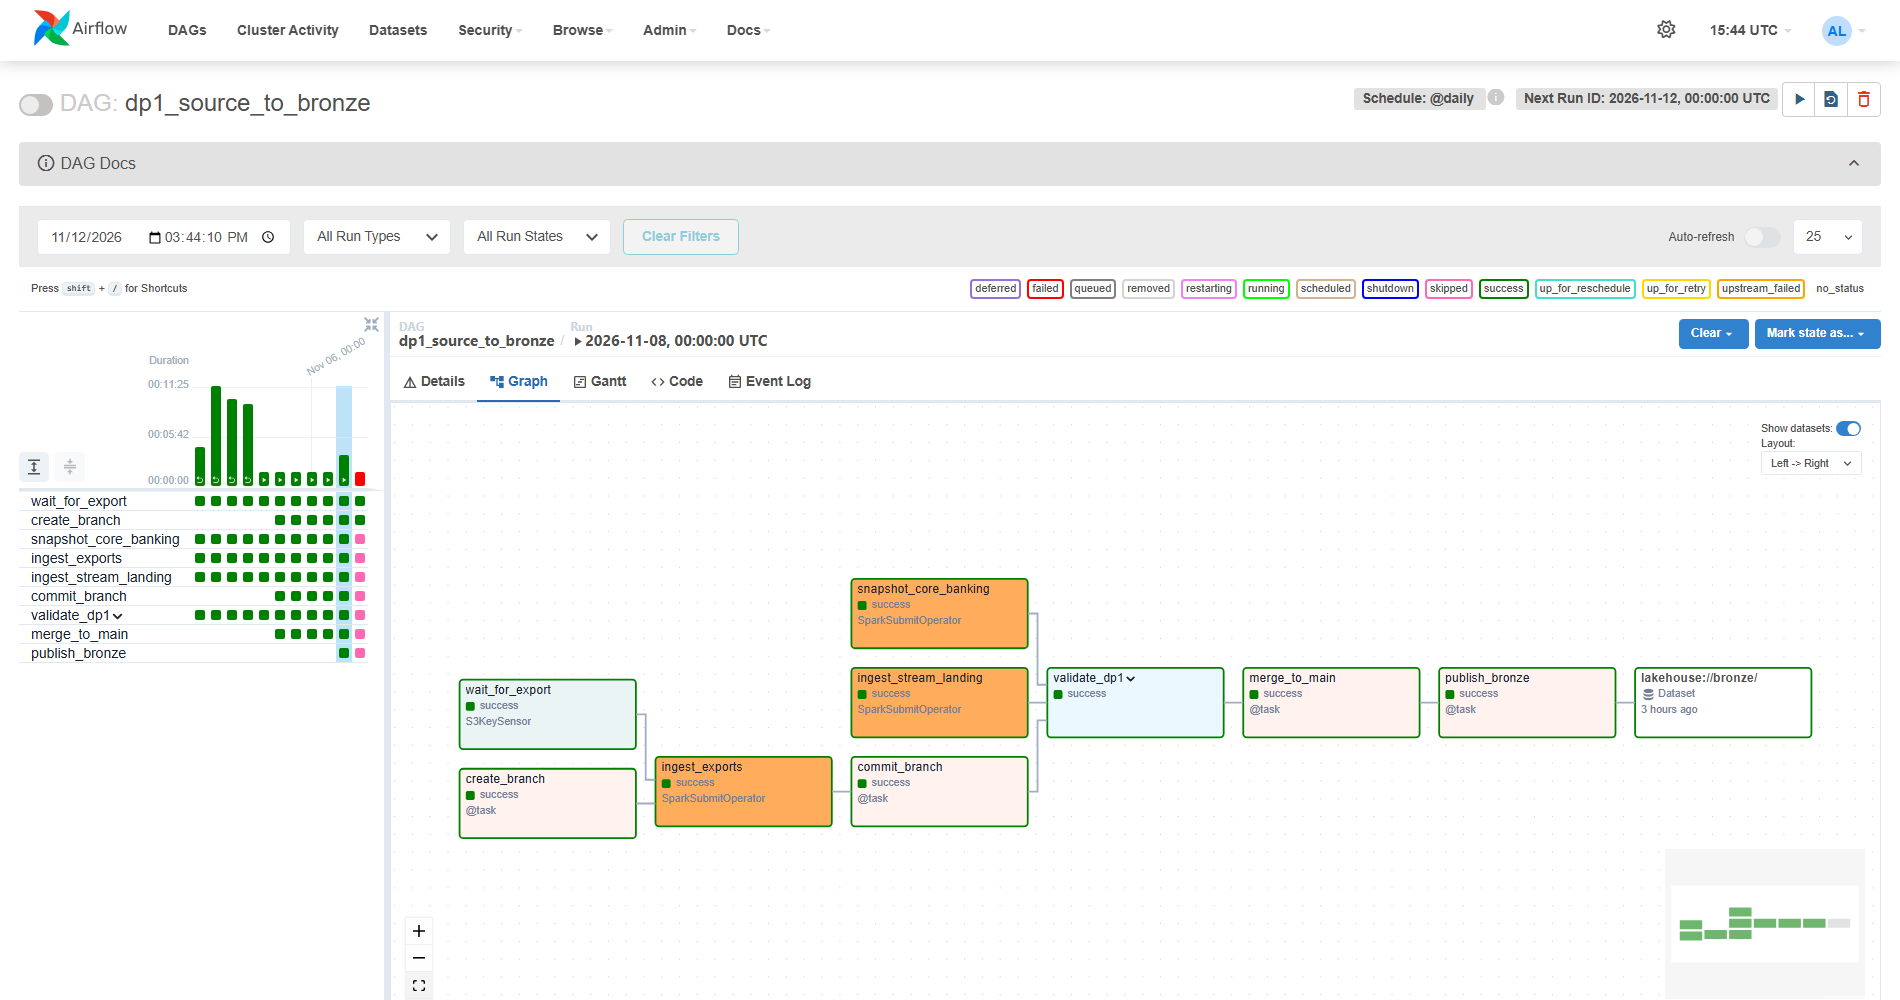 Airflow
DAGs
Cluster Activity
Datasets
Security
Browse
Admin
Docs
15:44 UTC
AL
DAG: dp1_source_to_bronze
Schedule: @daily
Next Run ID: 2026-11-12, 00:00:00 UTC
DAG Docs
11/12/2026 03:44:10 PM
All Run Types
All Run States
Clear Filters
Auto-refresh
25
Press shift + / for Shortcuts
deferred
failed
queued
removed
restarting
running
scheduled
shutdown
skipped
success
up_for_reschedule
up_for_retry
upstream_failed
no_status
Duration
Nov 06, 00:00
00:11:25
00:05:42
00:00:00
wait_for_export
create_branch
snapshot_core_banking
ingest_exports
ingest_stream_landing
commit_branch
validate_dp1
merge_to_main
publish_bronze
DAG
dp1_source_to_bronze
/
Run
2026-11-08, 00:00:00 UTC
Clear
Mark state as...
Details
Graph
Gantt
Code
Event Log
Show datasets:
Layout:
Left -> Right
wait_for_export
success
S3KeySensor
create_branch
success
@task
ingest_exports
success
SparkSubmitOperator
snapshot_core_banking
success
SparkSubmitOperator
ingest_stream_landing
success
SparkSubmitOperator
commit_branch
success
@task
validate_dp1
success
merge_to_main
success
@task
publish_bronze
success
@task
lakehouse://bronze/
Dataset
3 hours ago